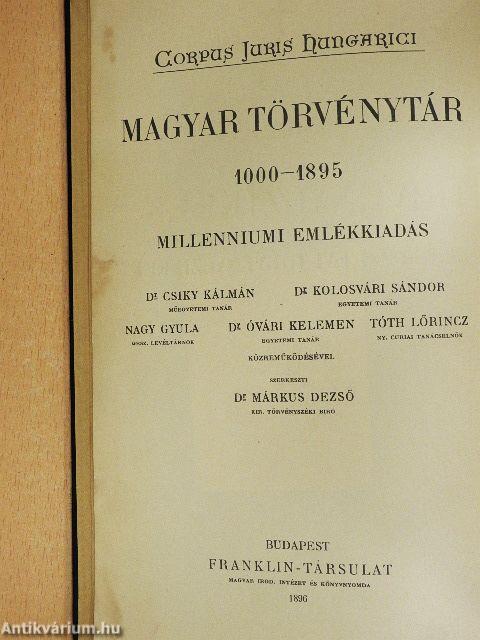 Corpus Juris Hungarici
MAGYAR TÖRVÉNYTÁR
1000–1895
MILLENNIUMI EMLÉKKIADÁS
Dr CSIKY KÁLMÁN Dr KOLOSVÁRI SÁNDOR
MŰEGYETEMI TANÁR EGYETEMI TANÁR
NAGY GYULA Dr ÓVÁRI KELEMEN TÓTH LŐRINCZ
ORSZ. LEVÉLTÁRNOK EGYETEMI TANÁR NY. CURIAI TANÁCSELNÖK
KÖZREMŰKÖDÉSÉVEL
SZERKESZTI
Dr MÁRKUS DEZSŐ
KIR. TÖRVÉNYSZÉKI BIRÓ
BUDAPEST
FRANKLIN-TÁRSULAT
MAGYAR IROD. INTÉZET ÉS KÖNYVNYOMDA
1896
Antikvárium.hu